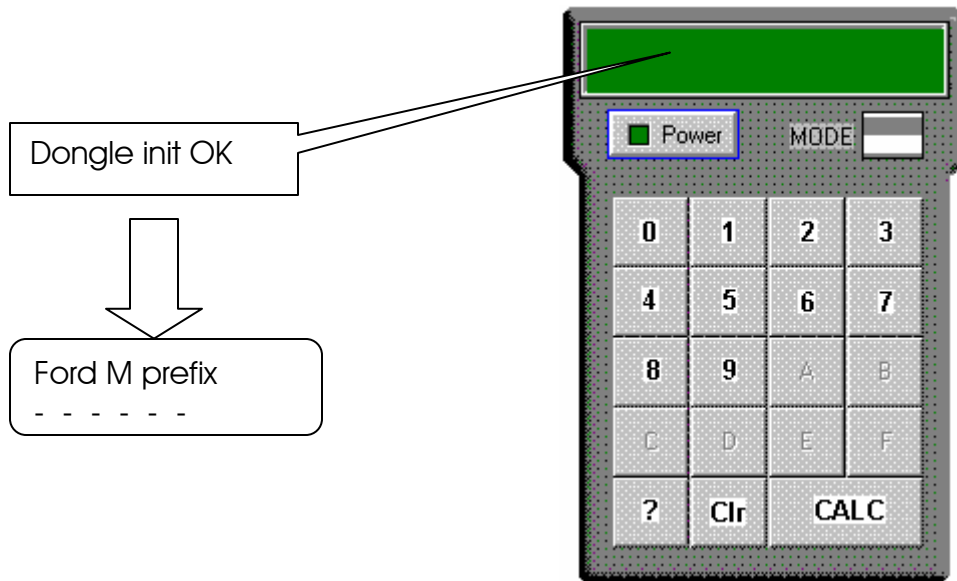 Dongle init OK
Power MODE
0 1 2 3
Ford M prefix
- - - - - -
4 5 6 7
8 9 A B
C D E F
? Clr CALC